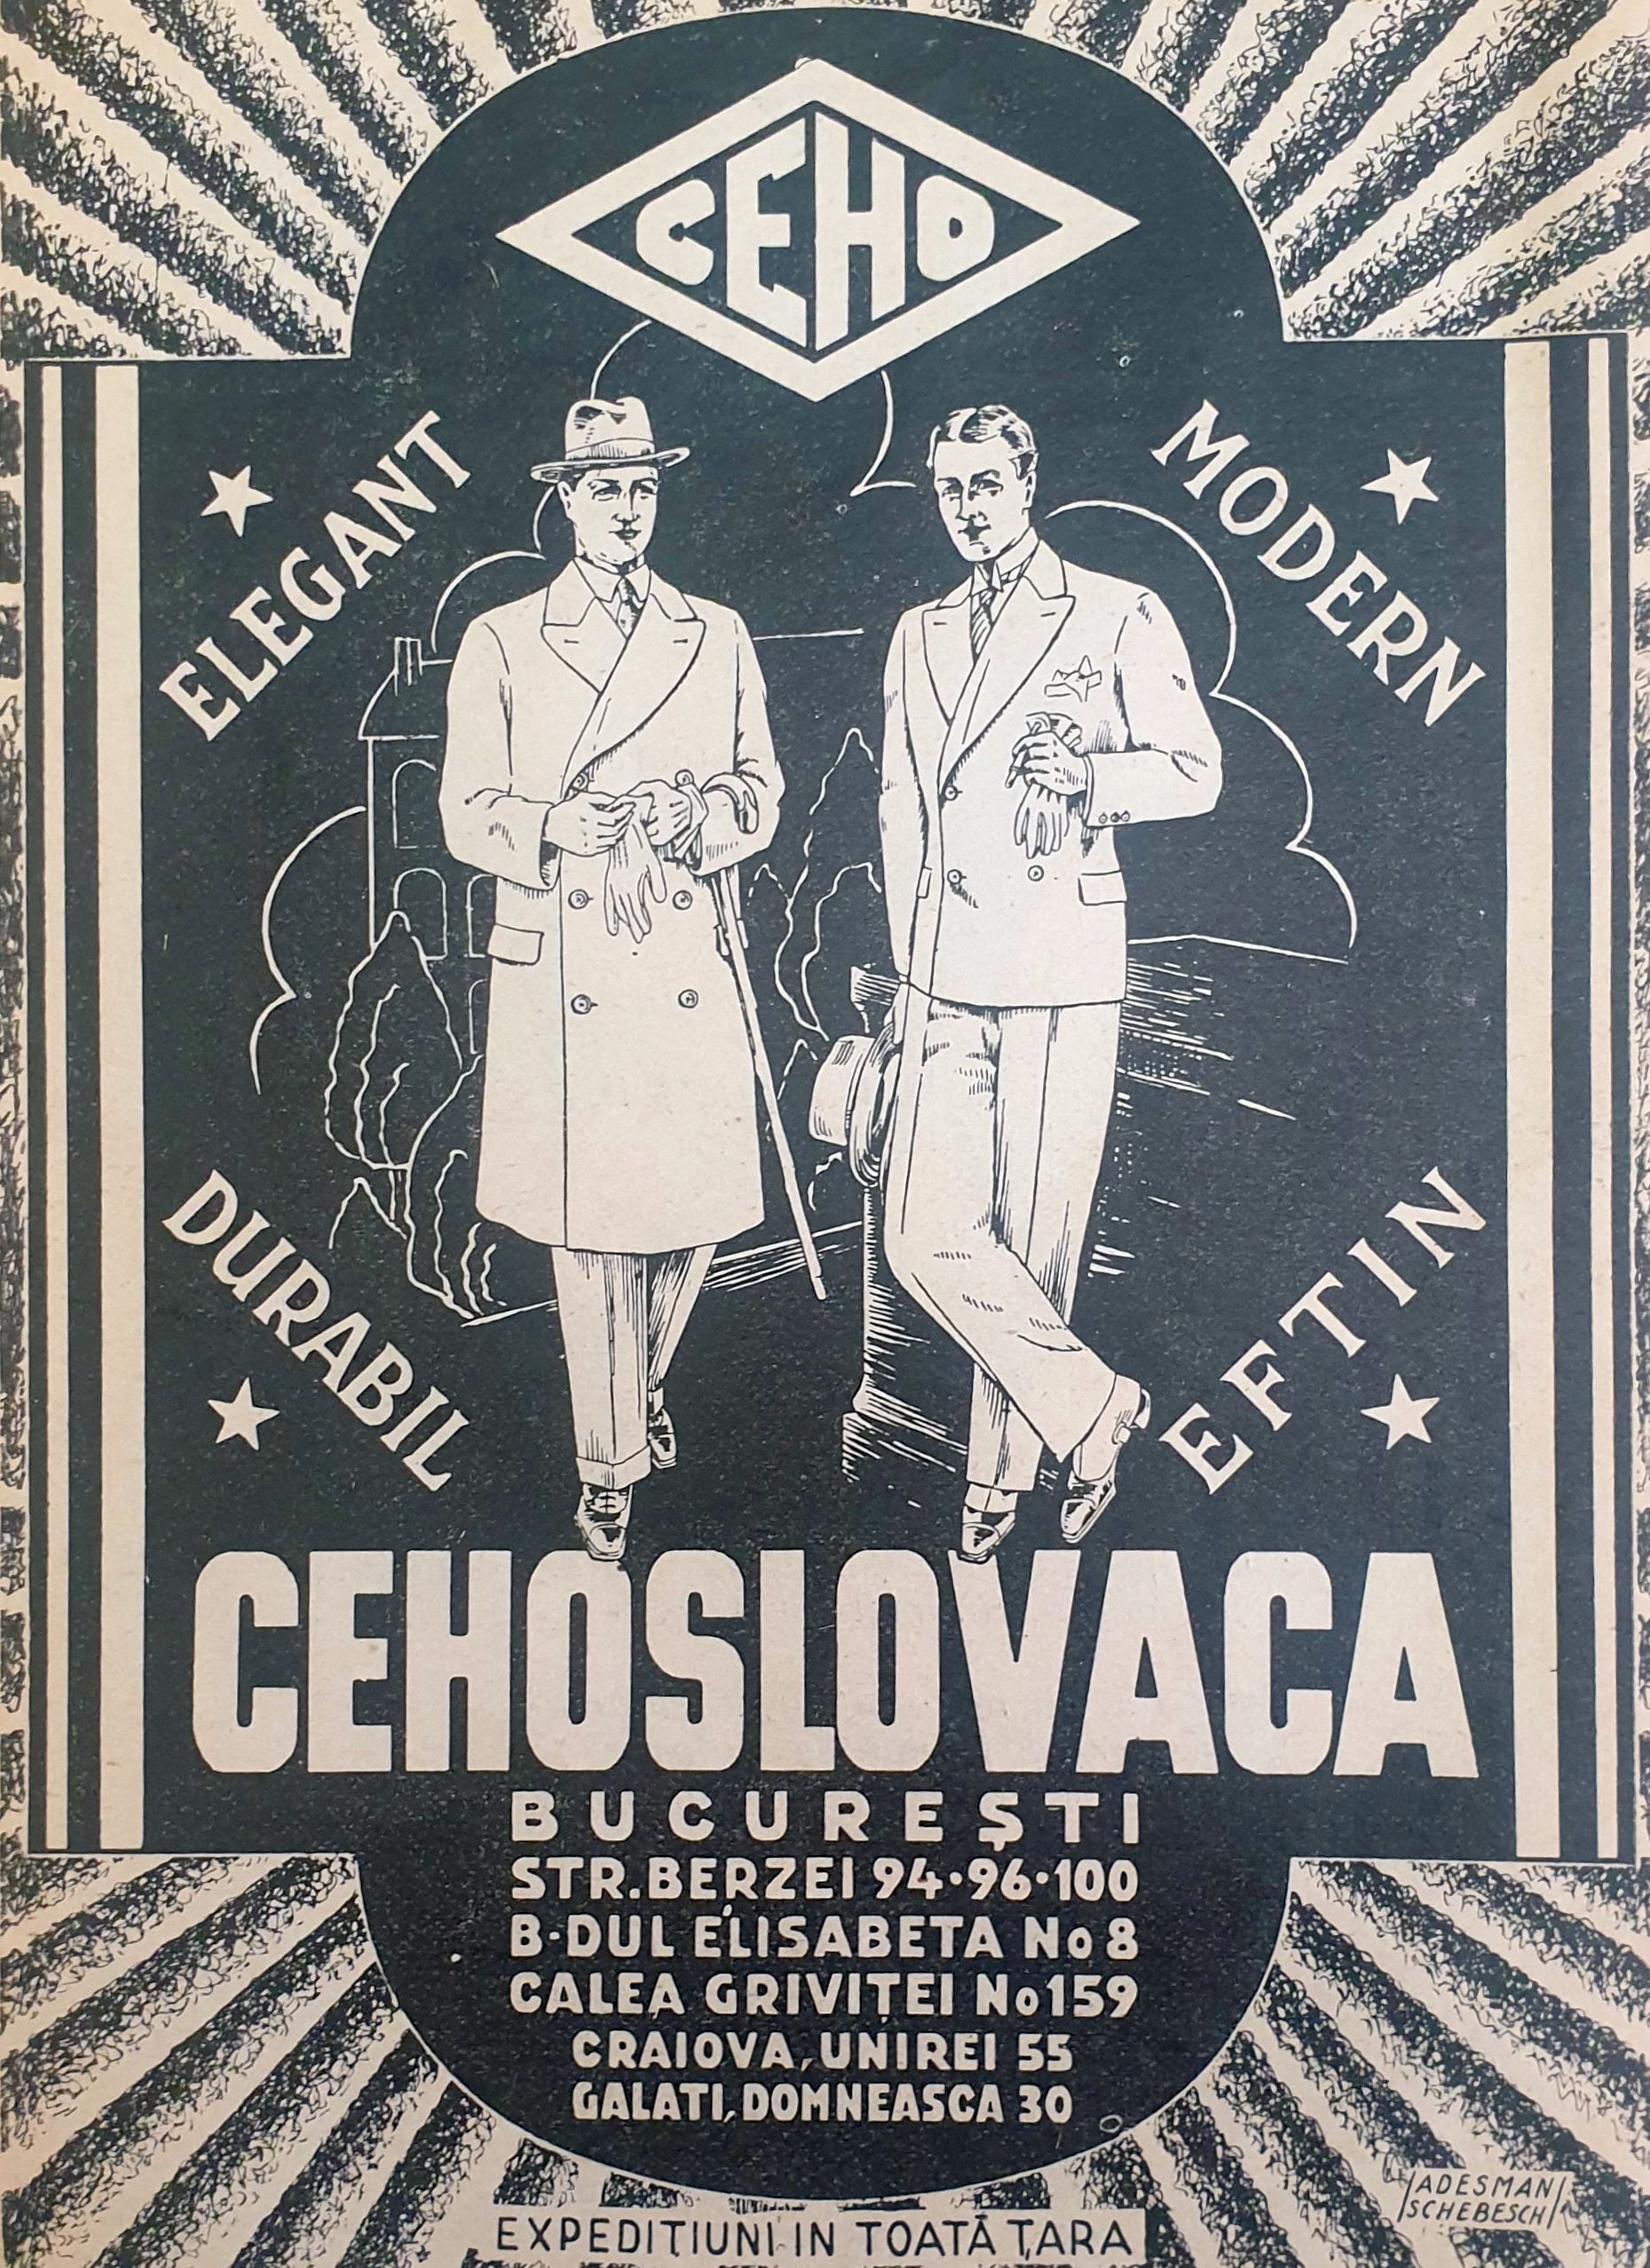 CEHO
ELEGANT
MODERN
DURABIL
EFTIN
CEHOSLOVACA
BUCUREȘTI
STR. BERZEI 94•96•100
B-DUL ELISABETA No 8
CALEA GRIVIȚEI No 159
CRAIOVA, UNIREI 55
GALATI, DOMNEASCA 30
ADESMAN
SCHEBESCH
EXPEDIȚIUNI IN TOATĂ ȚARA